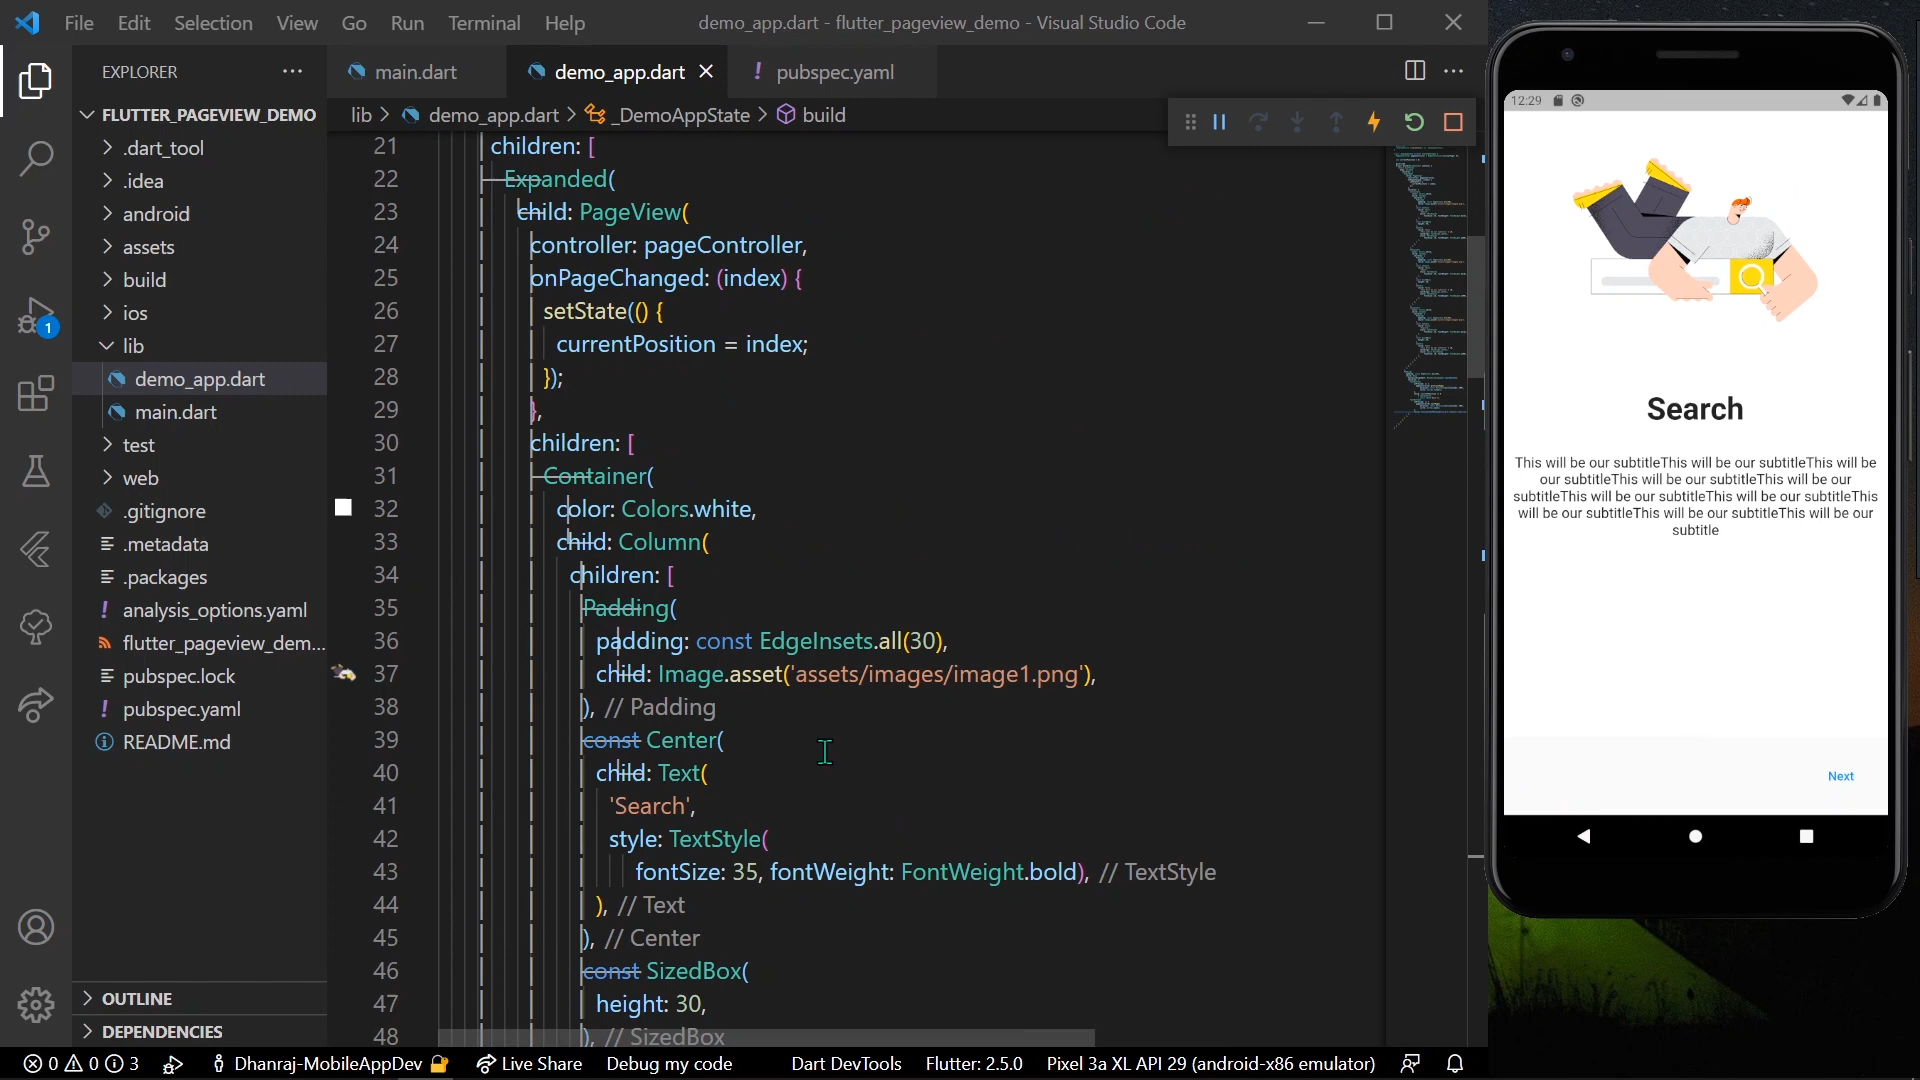 File Edit Selection View Go Run Terminal Help
demo_app.dart - flutter_pageview_demo - Visual Studio Code
EXPLORER
FLUTTER_PAGEVIEW_DEMO
.dart_tool
.idea
android
assets
build
ios
lib
demo_app.dart
main.dart
test
web
.gitignore
.metadata
.packages
analysis_options.yaml
flutter_pageview_dem...
pubspec.lock
pubspec.yaml
README.md
OUTLINE
DEPENDENCIES
1
main.dart
demo_app.dart
! pubspec.yaml
lib > demo_app.dart > _DemoAppState > build
21 children: [
22 Expanded(
23 child: PageView(
24 controller: pageController,
25 onPageChanged: (index) {
26 setState(() {
27 currentPosition = index;
28 });
29 },
30 children: [
31 Container(
32 color: Colors.white,
33 child: Column(
34 children: [
35 Padding(
36 padding: const EdgeInsets.all(30),
37 child: Image.asset('assets/images/image1.png'),
38 ), // Padding
39 const Center(
40 child: Text(
41 'Search',
42 style: TextStyle(
43 fontSize: 35, fontWeight: FontWeight.bold), // TextStyle
44 ), // Text
45 ), // Center
46 const SizedBox(
47 height: 30,
48 ), // SizedBox
0 0 3 Dhanraj-MobileAppDev Live Share Debug my code Dart DevTools Flutter: 2.5.0 Pixel 3a XL API 29 (android-x86 emulator)
12:29
Search
This will be our subtitleThis will be our subtitleThis will be
our subtitleThis will be our subtitleThis will be our
subtitleThis will be our subtitleThis will be our subtitleThis
will be our subtitleThis will be our subtitleThis will be our
subtitle
Next